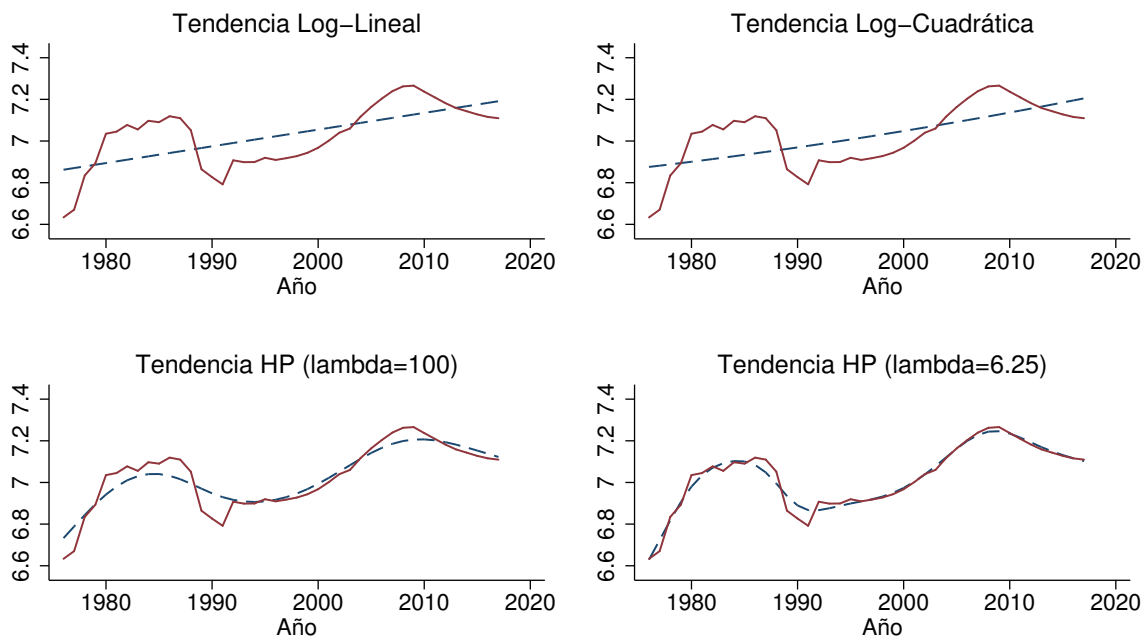 Tendencia Log−Lineal
7.4
7.2
7
6.8
6.6
1980 1990 2000 2010 2020
Año
Tendencia Log−Cuadrática
7.4
7.2
7
6.8
6.6
1980 1990 2000 2010 2020
Año
Tendencia HP (lambda=100)
7.4
7.2
7
6.8
6.6
1980 1990 2000 2010 2020
Año
Tendencia HP (lambda=6.25)
7.4
7.2
7
6.8
6.6
1980 1990 2000 2010 2020
Año